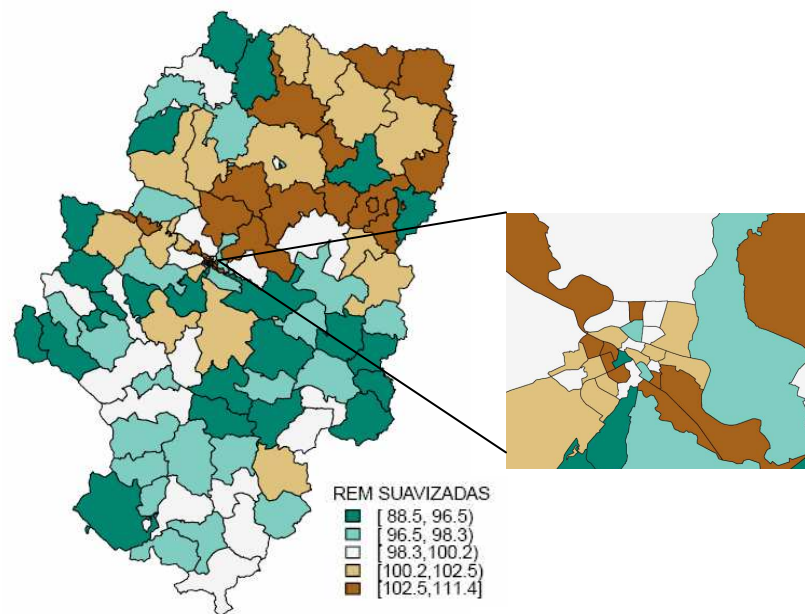 REM SUAVIZADAS
[ 88.5, 96.5)
[ 96.5, 98.3)
[ 98.3,100.2)
[100.2,102.5)
[102.5,111.4]